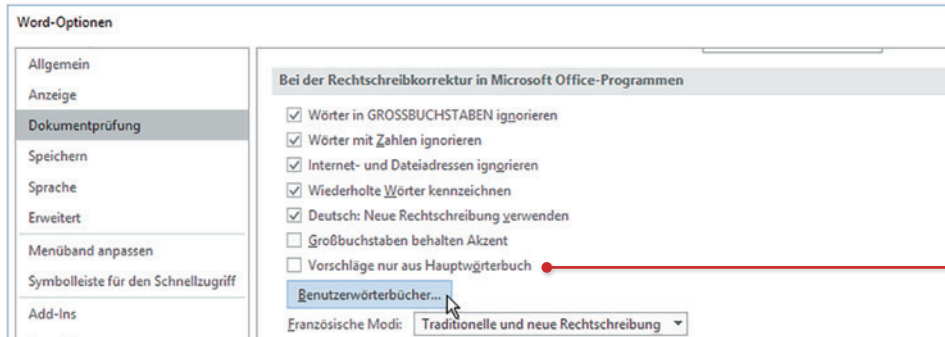 Word-Optionen
Allgemein
Anzeige
Dokumentprüfung
Speichern
Sprache
Erweitert
Menüband anpassen
Symbolleiste für den Schnellzugriff
Add-Ins
Bei der Rechtschreibkorrektur in Microsoft Office-Programmen
Wörter in GROSSBUCHSTABEN ignorieren
Wörter mit Zahlen ignorieren
Internet- und Dateiadressen ignorieren
Wiederholte Wörter kennzeichnen
Deutsch: Neue Rechtschreibung verwenden
Großbuchstaben behalten Akzent
Vorschläge nur aus Hauptwörterbuch
Benutzerwörterbücher...
Französische Modi: Traditionelle und neue Rechtschreibung